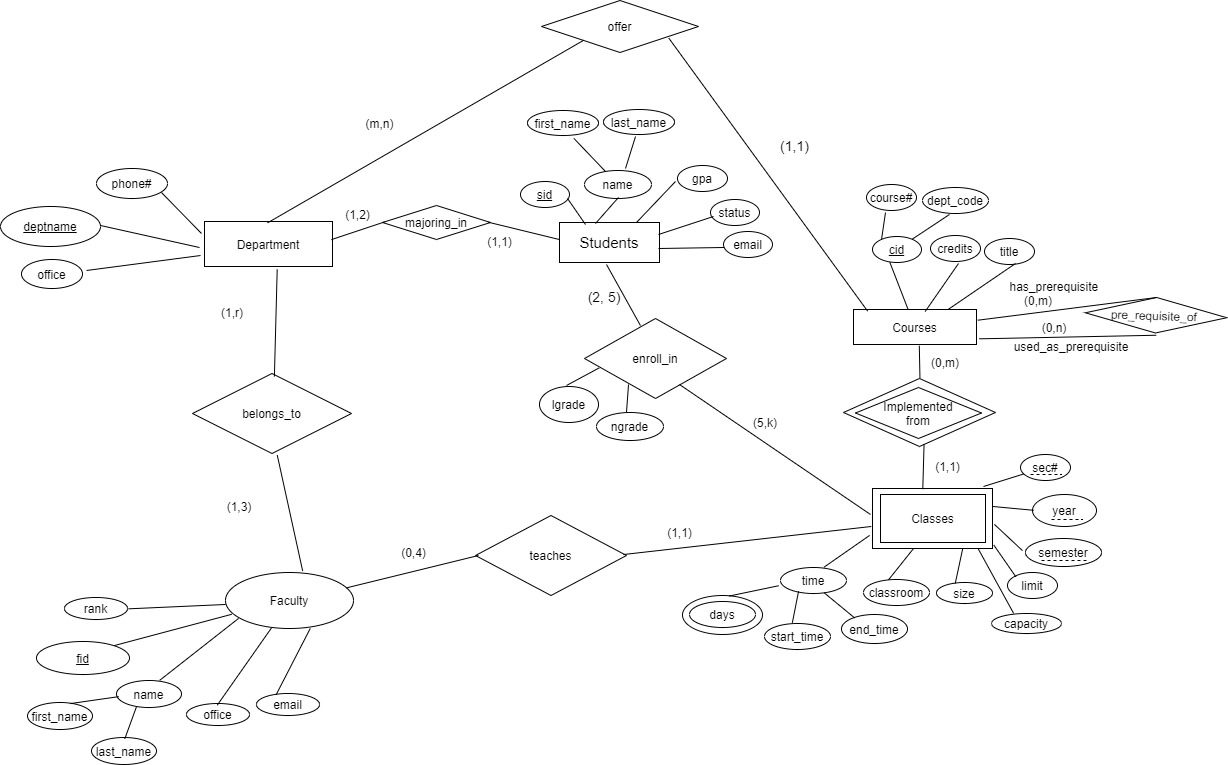 offer
(m,n)
(1,1)
first_name
last_name
phone#
name
gpa
sid
status
email
deptname
office
Department
(1,2)
majoring_in
(1,1)
Students
course#
dept_code
cid
credits
title
has_prerequisite
(0,m)
pre_requisite_of
(0,n)
used_as_prerequisite
Courses
(1,r)
(2, 5)
enroll_in
lgrade
ngrade
(0,m)
Implemented
from
belongs_to
(5,k)
(1,1)
sec#
year
semester
limit
capacity
size
classroom
Classes
(1,3)
(0,4)
teaches
(1,1)
time
days
start_time
end_time
Faculty
rank
fid
name
first_name
last_name
office
email